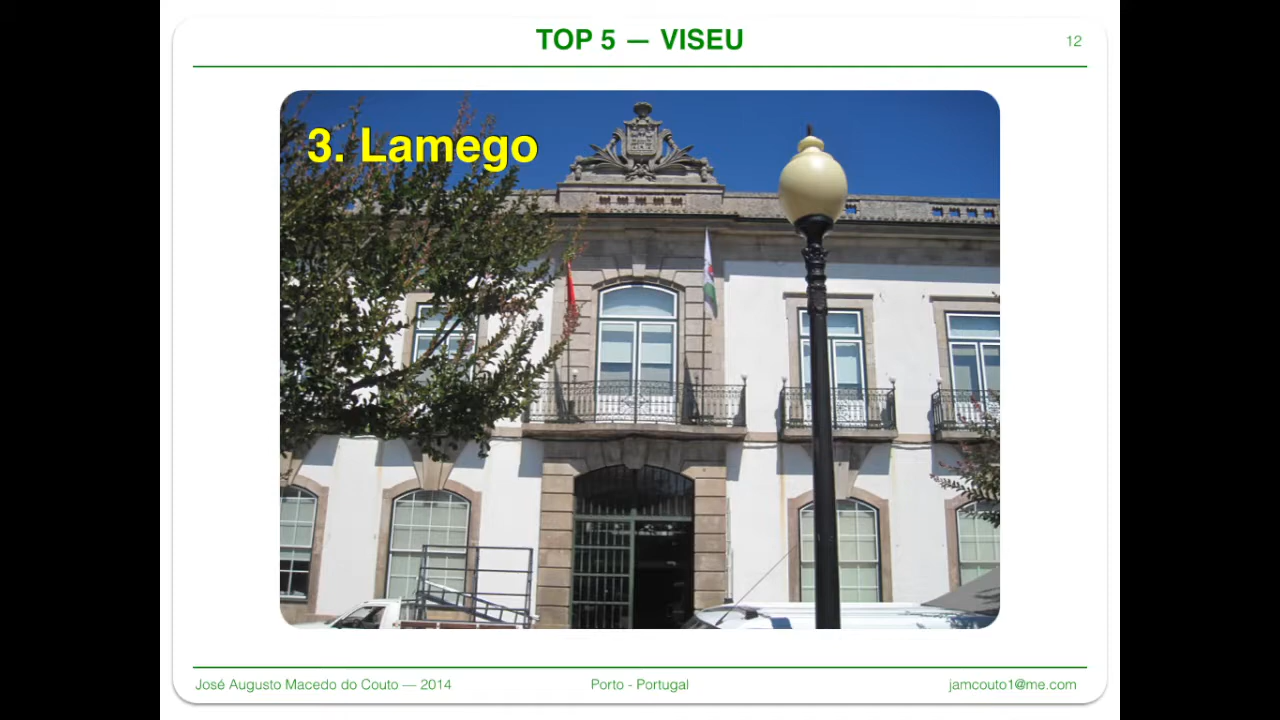 TOP 5 — VISEU
12
3. Lamego
José Augusto Macedo do Couto — 2014
Porto - Portugal
jamcouto1@me.com